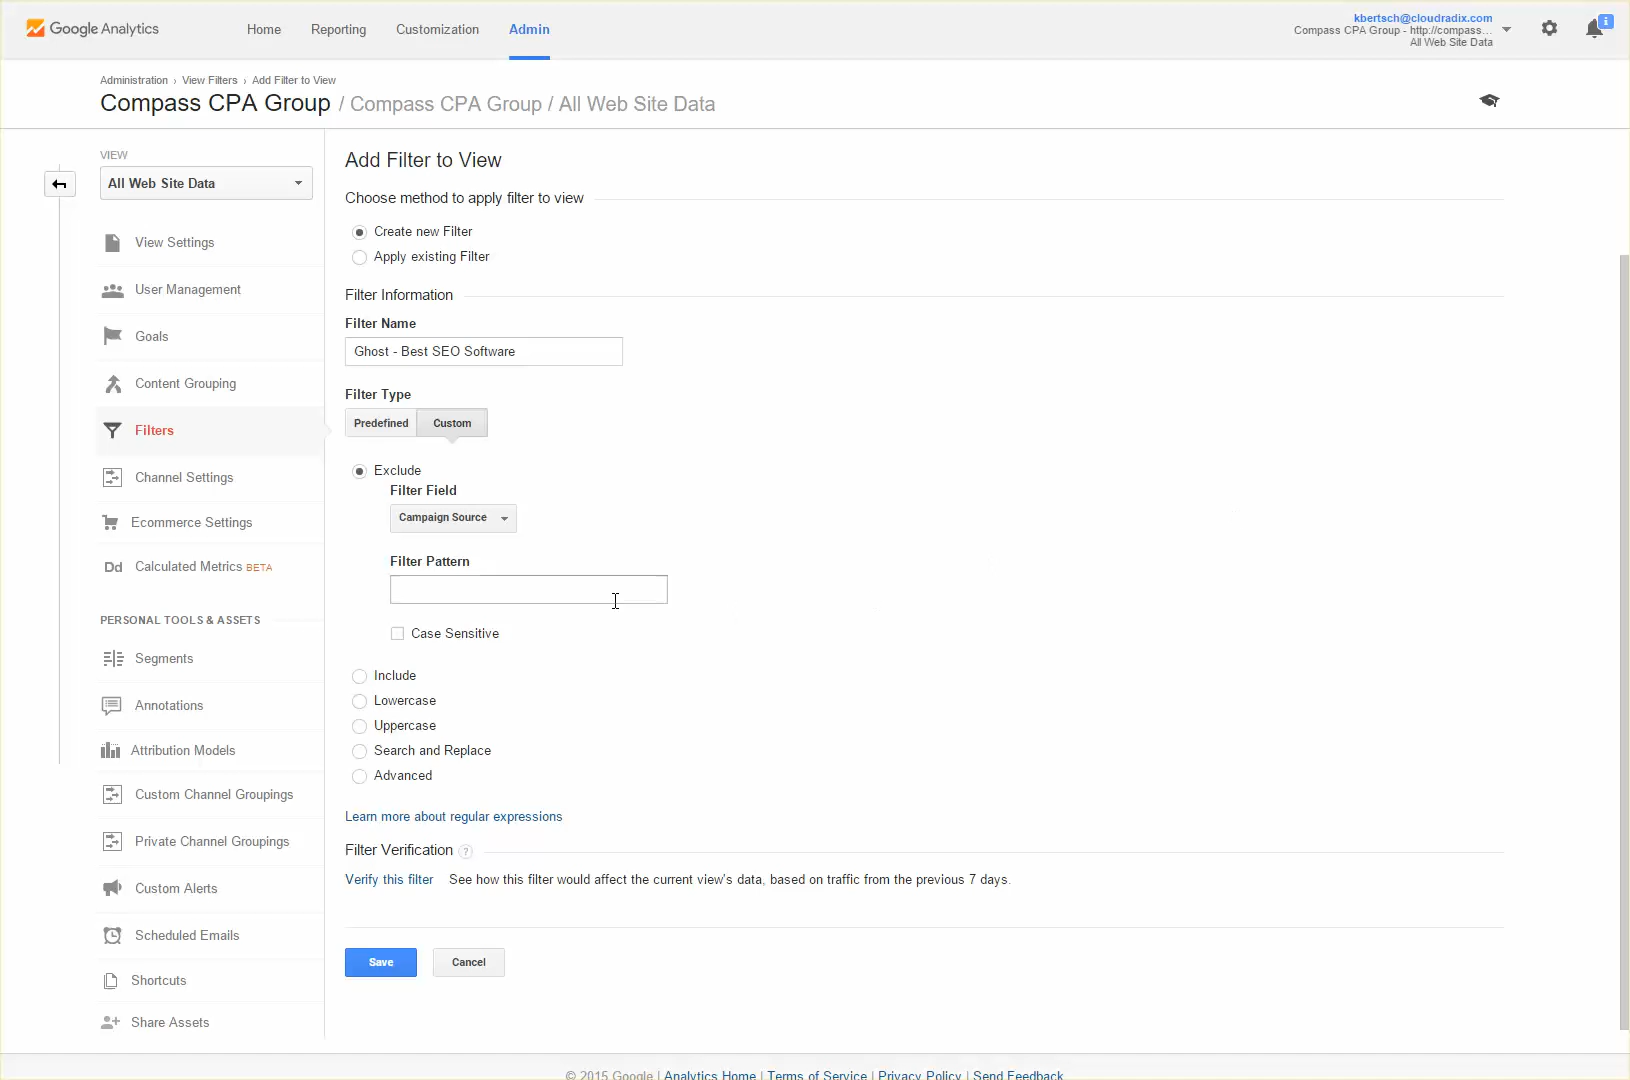 Google Analytics
Home
Reporting
Customization
Admin
kbertsch@cloudradix.com
Compass CPA Group - http://compass...
All Web Site Data
Administration › View Filters › Add Filter to View
Compass CPA Group / Compass CPA Group / All Web Site Data
VIEW
All Web Site Data
View Settings
User Management
Goals
Content Grouping
Filters
Channel Settings
Ecommerce Settings
Dd Calculated Metrics BETA
PERSONAL TOOLS & ASSETS
Segments
Annotations
Attribution Models
Custom Channel Groupings
Private Channel Groupings
Custom Alerts
Scheduled Emails
Shortcuts
Share Assets
Add Filter to View
Choose method to apply filter to view
Create new Filter
Apply existing Filter
Filter Information
Filter Name
Ghost - Best SEO Software
Filter Type
Predefined
Custom
Exclude
Filter Field
Campaign Source
Filter Pattern
Case Sensitive
Include
Lowercase
Uppercase
Search and Replace
Advanced
Learn more about regular expressions
Filter Verification ?
Verify this filter See how this filter would affect the current view's data, based on traffic from the previous 7 days.
Save
Cancel
© 2015 Google | Analytics Home | Terms of Service | Privacy Policy | Send Feedback